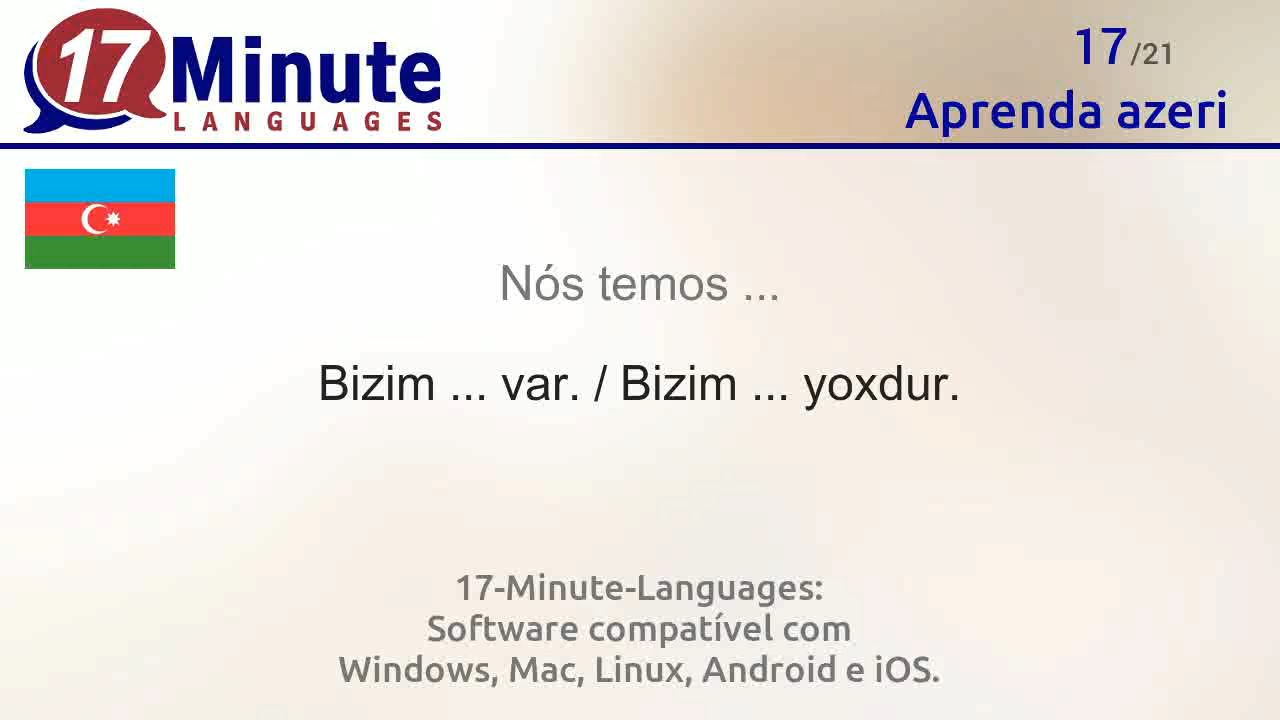 17 Minute
LANGUAGES
17/21
Aprenda azeri
Nós temos ...
Bizim ... var. / Bizim ... yoxdur.
17-Minute-Languages:
Software compatível com
Windows, Mac, Linux, Android e iOS.